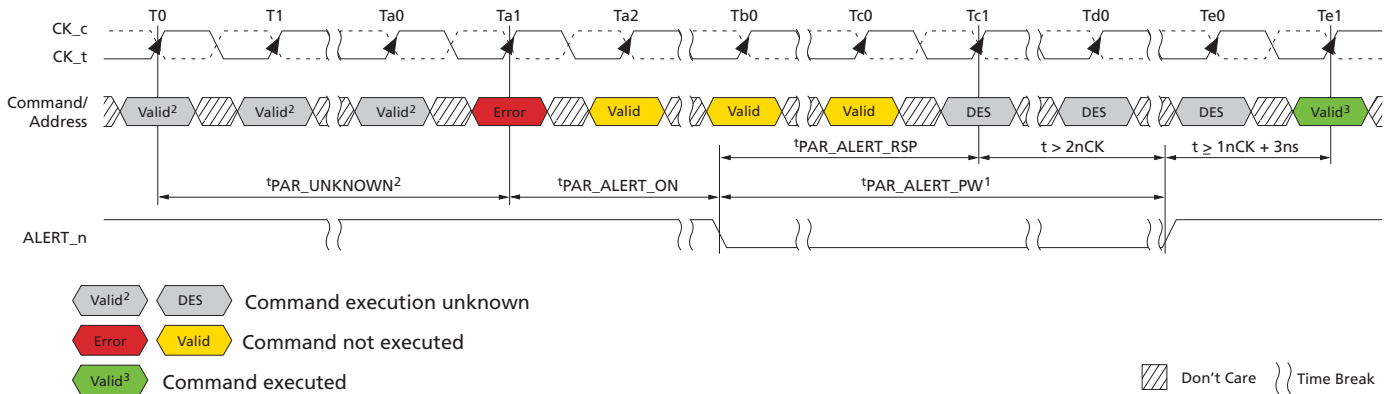 T0 T1 Ta0 Ta1 Ta2 Tb0 Tc0 Tc1 Td0 Te0 Te1
CK_c
CK_t
Command/
Address
Valid² Valid² Valid² Error Valid Valid Valid DES DES DES Valid³
tPAR_ALERT_RSP t > 2nCK t ≥ 1nCK + 3ns
tPAR_UNKNOWN² tPAR_ALERT_ON tPAR_ALERT_PW¹
ALERT_n
Valid² DES Command execution unknown
Error Valid Command not executed
Valid³ Command executed
Don't Care Time Break